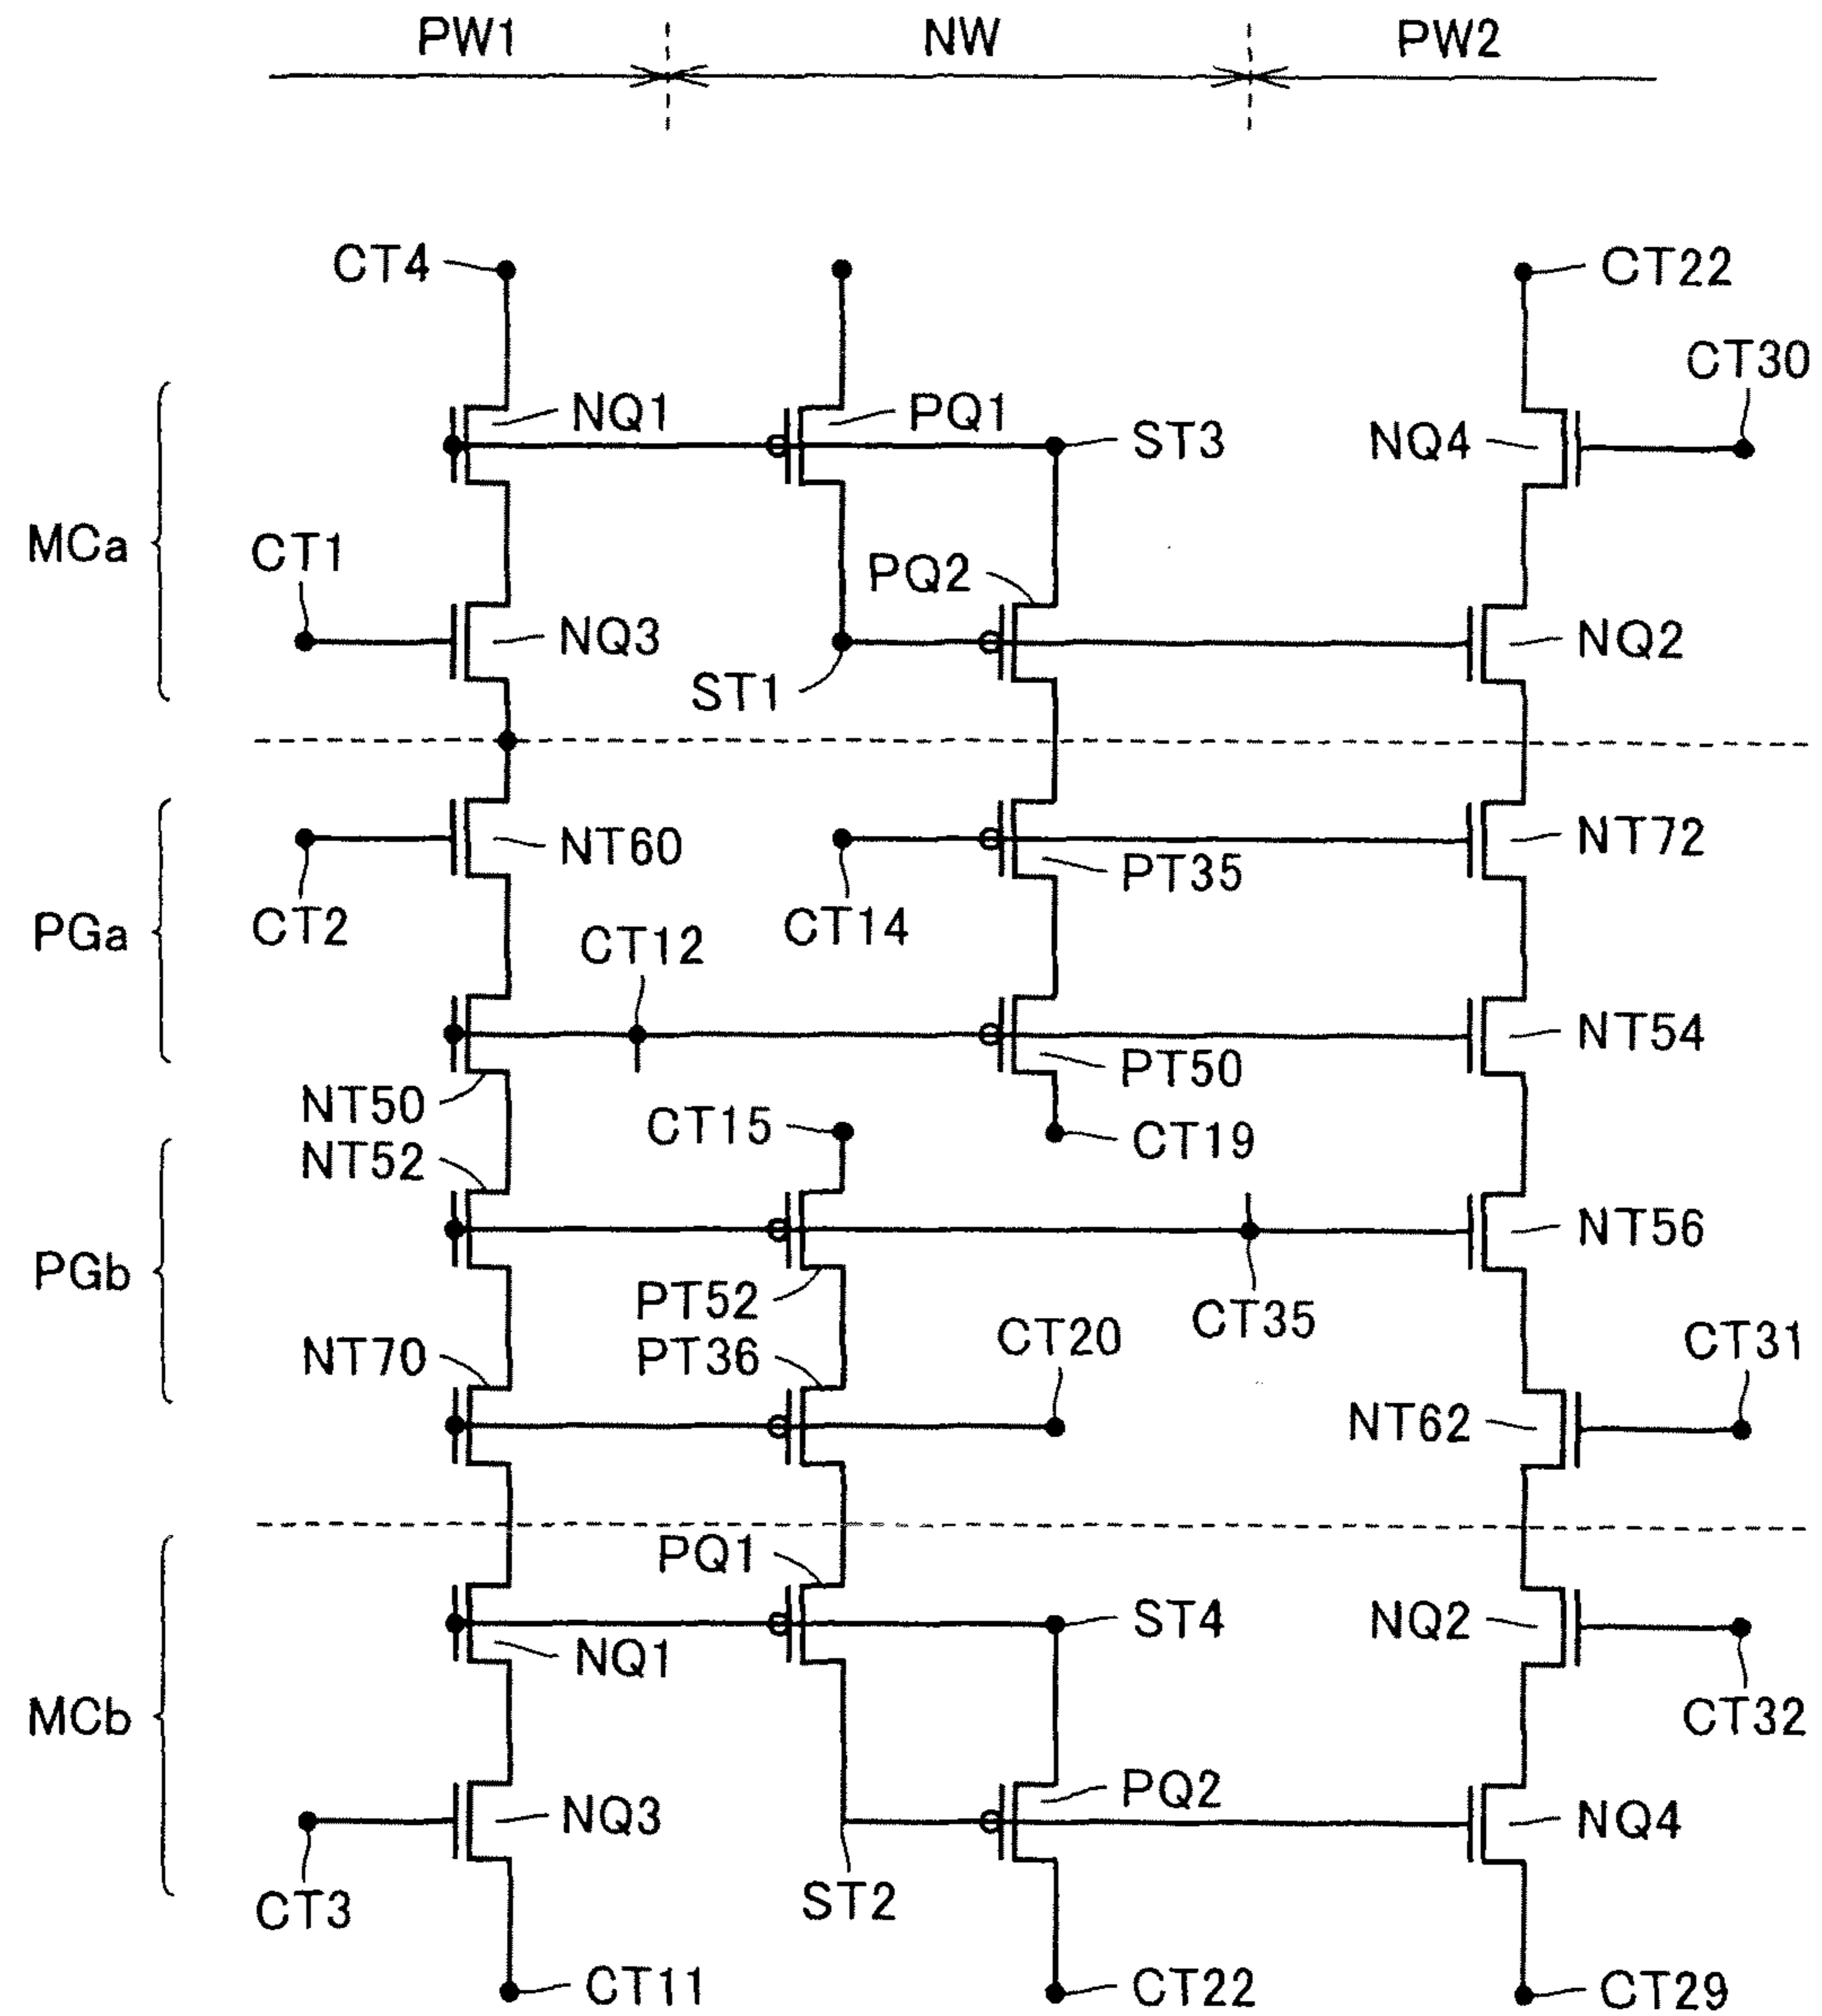 PW1 NW PW2
CT4 CT22
CT30
NQ1 PQ1 ST3 NQ4
MCa
CT1 PQ2
NQ3 NQ2
ST1
NT60 NT72
PT35
PGa CT2 CT14
CT12
NT54
PT50
NT50 CT15 CT19
NT52
NT56
PGb
PT52 CT35
NT70 PT36 CT20 CT31
NT62
PQ1
ST4 NQ2
NQ1
MCb CT32
PQ2
NQ3 NQ4
CT3 ST2
CT11 CT22 CT29